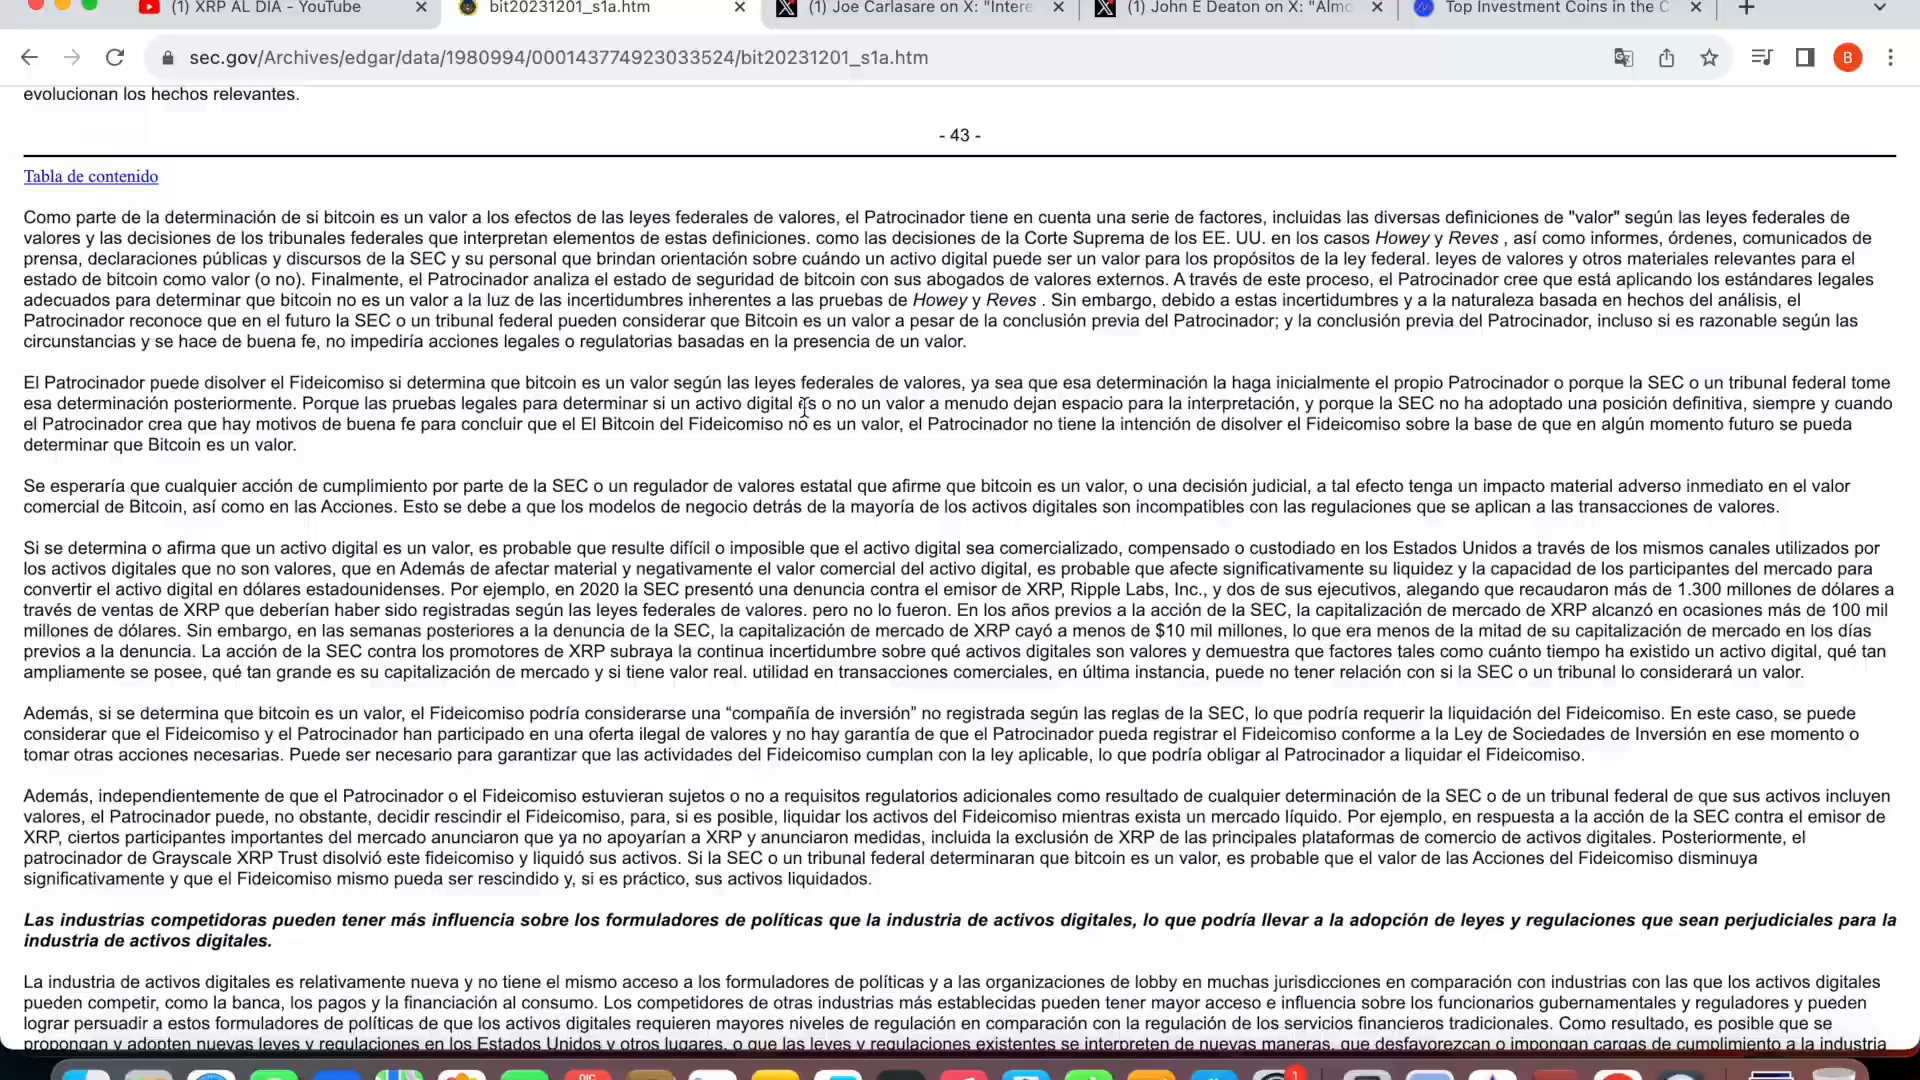 (1) XRP AL DIA - YouTube
bit20231201_s1a.htm
(1) Joe Carlasare on X: "Intere
(1) John E Deaton on X: "Almo
Top Investment Coins in the C
sec.gov/Archives/edgar/data/1980994/000143774923033524/bit20231201_s1a.htm
B
evolucionan los hechos relevantes.
- 43 -
Tabla de contenido
Como parte de la determinación de si bitcoin es un valor a los efectos de las leyes federales de valores, el Patrocinador tiene en cuenta una serie de factores, incluidas las diversas definiciones de "valor" según las leyes federales de
valores y las decisiones de los tribunales federales que interpretan elementos de estas definiciones. como las decisiones de la Corte Suprema de los EE. UU. en los casos Howey y Reves , así como informes, órdenes, comunicados de
prensa, declaraciones públicas y discursos de la SEC y su personal que brindan orientación sobre cuándo un activo digital puede ser un valor para los propósitos de la ley federal. leyes de valores y otros materiales relevantes para el
estado de bitcoin como valor (o no). Finalmente, el Patrocinador analiza el estado de seguridad de bitcoin con sus abogados de valores externos. A través de este proceso, el Patrocinador cree que está aplicando los estándares legales
adecuados para determinar que bitcoin no es un valor a la luz de las incertidumbres inherentes a las pruebas de Howey y Reves . Sin embargo, debido a estas incertidumbres y a la naturaleza basada en hechos del análisis, el
Patrocinador reconoce que en el futuro la SEC o un tribunal federal pueden considerar que Bitcoin es un valor a pesar de la conclusión previa del Patrocinador; y la conclusión previa del Patrocinador, incluso si es razonable según las
circunstancias y se hace de buena fe, no impediría acciones legales o regulatorias basadas en la presencia de un valor.
El Patrocinador puede disolver el Fideicomiso si determina que bitcoin es un valor según las leyes federales de valores, ya sea que esa determinación la haga inicialmente el propio Patrocinador o porque la SEC o un tribunal federal tome
esa determinación posteriormente. Porque las pruebas legales para determinar si un activo digital es o no un valor a menudo dejan espacio para la interpretación, y porque la SEC no ha adoptado una posición definitiva, siempre y cuando
el Patrocinador crea que hay motivos de buena fe para concluir que el El Bitcoin del Fideicomiso no es un valor, el Patrocinador no tiene la intención de disolver el Fideicomiso sobre la base de que en algún momento futuro se pueda
determinar que Bitcoin es un valor.
Se esperaría que cualquier acción de cumplimiento por parte de la SEC o un regulador de valores estatal que afirme que bitcoin es un valor, o una decisión judicial, a tal efecto tenga un impacto material adverso inmediato en el valor
comercial de Bitcoin, así como en las Acciones. Esto se debe a que los modelos de negocio detrás de la mayoría de los activos digitales son incompatibles con las regulaciones que se aplican a las transacciones de valores.
Si se determina o afirma que un activo digital es un valor, es probable que resulte difícil o imposible que el activo digital sea comercializado, compensado o custodiado en los Estados Unidos a través de los mismos canales utilizados por
los activos digitales que no son valores, que en Además de afectar material y negativamente el valor comercial del activo digital, es probable que afecte significativamente su liquidez y la capacidad de los participantes del mercado para
convertir el activo digital en dólares estadounidenses. Por ejemplo, en 2020 la SEC presentó una denuncia contra el emisor de XRP, Ripple Labs, Inc., y dos de sus ejecutivos, alegando que recaudaron más de 1.300 millones de dólares a
través de ventas de XRP que deberían haber sido registradas según las leyes federales de valores. pero no lo fueron. En los años previos a la acción de la SEC, la capitalización de mercado de XRP alcanzó en ocasiones más de 100 mil
millones de dólares. Sin embargo, en las semanas posteriores a la denuncia de la SEC, la capitalización de mercado de XRP cayó a menos de $10 mil millones, lo que era menos de la mitad de su capitalización de mercado en los días
previos a la denuncia. La acción de la SEC contra los promotores de XRP subraya la continua incertidumbre sobre qué activos digitales son valores y demuestra que factores tales como cuánto tiempo ha existido un activo digital, qué tan
ampliamente se posee, qué tan grande es su capitalización de mercado y si tiene valor real. utilidad en transacciones comerciales, en última instancia, puede no tener relación con si la SEC o un tribunal lo considerará un valor.
Además, si se determina que bitcoin es un valor, el Fideicomiso podría considerarse una “compañía de inversión” no registrada según las reglas de la SEC, lo que podría requerir la liquidación del Fideicomiso. En este caso, se puede
considerar que el Fideicomiso y el Patrocinador han participado en una oferta ilegal de valores y no hay garantía de que el Patrocinador pueda registrar el Fideicomiso conforme a la Ley de Sociedades de Inversión en ese momento o
tomar otras acciones necesarias. Puede ser necesario para garantizar que las actividades del Fideicomiso cumplan con la ley aplicable, lo que podría obligar al Patrocinador a liquidar el Fideicomiso.
Además, independientemente de que el Patrocinador o el Fideicomiso estuvieran sujetos o no a requisitos regulatorios adicionales como resultado de cualquier determinación de la SEC o de un tribunal federal de que sus activos incluyen
valores, el Patrocinador puede, no obstante, decidir rescindir el Fideicomiso, para, si es posible, liquidar los activos del Fideicomiso mientras exista un mercado líquido. Por ejemplo, en respuesta a la acción de la SEC contra el emisor de
XRP, ciertos participantes importantes del mercado anunciaron que ya no apoyarían a XRP y anunciaron medidas, incluida la exclusión de XRP de las principales plataformas de comercio de activos digitales. Posteriormente, el
patrocinador de Grayscale XRP Trust disolvió este fideicomiso y liquidó sus activos. Si la SEC o un tribunal federal determinaran que bitcoin es un valor, es probable que el valor de las Acciones del Fideicomiso disminuya
significativamente y que el Fideicomiso mismo pueda ser rescindido y, si es práctico, sus activos liquidados.
Las industrias competidoras pueden tener más influencia sobre los formuladores de políticas que la industria de activos digitales, lo que podría llevar a la adopción de leyes y regulaciones que sean perjudiciales para la
industria de activos digitales.
La industria de activos digitales es relativamente nueva y no tiene el mismo acceso a los formuladores de políticas y a las organizaciones de lobby en muchas jurisdicciones en comparación con industrias con las que los activos digitales
pueden competir, como la banca, los pagos y la financiación al consumo. Los competidores de otras industrias más establecidas pueden tener mayor acceso e influencia sobre los funcionarios gubernamentales y reguladores y pueden
lograr persuadir a estos formuladores de políticas de que los activos digitales requieren mayores niveles de regulación en comparación con la regulación de los servicios financieros tradicionales. Como resultado, es posible que se
propongan y adopten nuevas leyes y regulaciones en los Estados Unidos y otros lugares, o que las leyes y regulaciones existentes se interpreten de nuevas maneras, que desfavorezcan o impongan cargas de cumplimiento a la industria
DIC
1